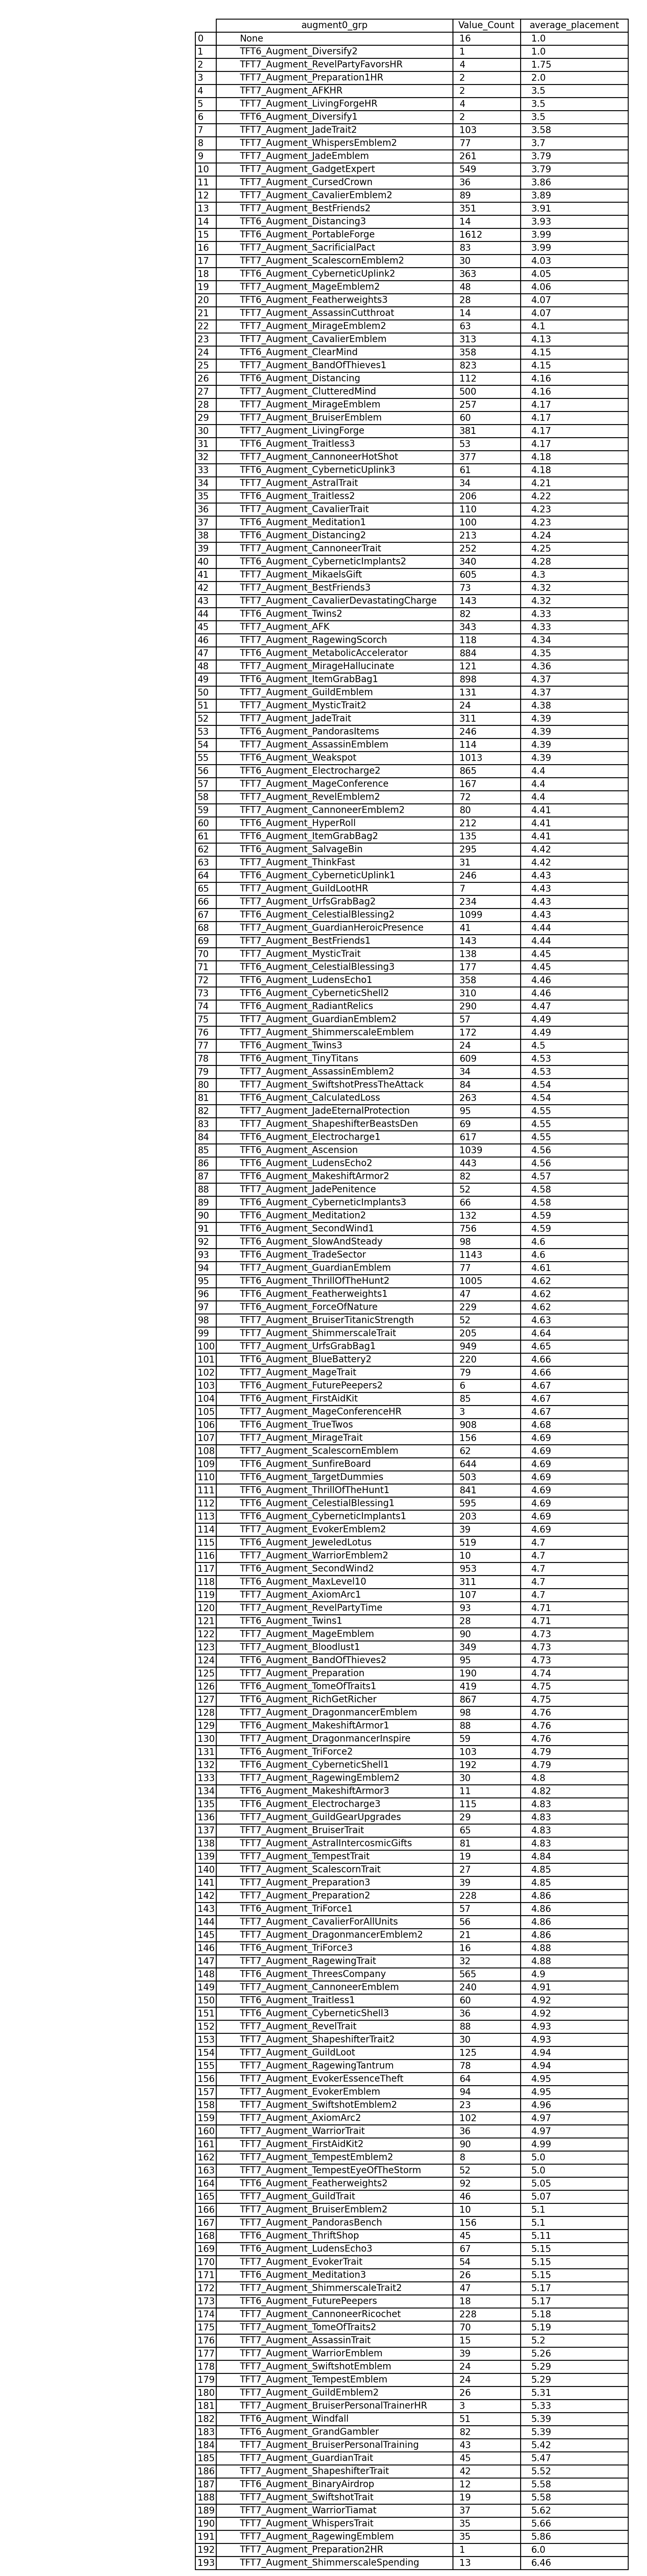 augment0_grp Value_Count average_placement
0 None 16 1.0
1 TFT6_Augment_Diversify2 2 1.0
2 TFT7_Augment_RevelPartyFavorsHR 4 1.75
3 TFT7_Augment_Preparation1HR 2 2.0
4 TFT7_Augment_AFKHR 2 3.5
5 TFT7_Augment_LivingForgeHR 4 3.5
6 TFT6_Augment_Diversify1 2 3.5
7 TFT7_Augment_JadeTrait2 103 3.58
8 TFT7_Augment_WhispersEmblem2 77 3.7
9 TFT7_Augment_JadeEmblem 261 3.79
10 TFT7_Augment_GadgetExpert 549 3.79
11 TFT7_Augment_CursedCrown 36 3.86
12 TFT7_Augment_CavalierEmblem2 89 3.89
13 TFT7_Augment_BestFriends2 351 3.91
14 TFT6_Augment_Distancing3 14 3.93
15 TFT6_Augment_PortableForge 1612 3.99
16 TFT7_Augment_SacrificialPact 83 3.99
17 TFT7_Augment_ScalescornEmblem2 30 4.03
18 TFT6_Augment_CyberneticUplink2 363 4.05
19 TFT7_Augment_MageEmblem2 48 4.06
20 TFT6_Augment_Featherweights3 28 4.07
21 TFT7_Augment_AssassinCutthroat 14 4.07
22 TFT7_Augment_MirageEmblem2 63 4.1
23 TFT7_Augment_CavalierEmblem 313 4.13
24 TFT6_Augment_ClearMind 358 4.15
25 TFT7_Augment_BandOfThieves1 823 4.15
26 TFT6_Augment_Distancing 112 4.16
27 TFT7_Augment_ClutteredMind 500 4.16
28 TFT7_Augment_MirageEmblem 257 4.17
29 TFT7_Augment_BruiserEmblem 60 4.17
30 TFT7_Augment_LivingForge 381 4.17
31 TFT6_Augment_Traitless3 53 4.17
32 TFT7_Augment_CannoneerHotShot 377 4.18
33 TFT6_Augment_CyberneticUplink3 61 4.18
34 TFT7_Augment_AstralTrait 34 4.21
35 TFT6_Augment_Traitless2 206 4.22
36 TFT7_Augment_CavalierTrait 110 4.23
37 TFT6_Augment_Meditation1 100 4.23
38 TFT6_Augment_Distancing2 213 4.24
39 TFT7_Augment_CannoneerTrait 252 4.25
40 TFT6_Augment_CyberneticImplants2 340 4.28
41 TFT7_Augment_MikaelsGift 605 4.3
42 TFT7_Augment_BestFriends3 73 4.32
43 TFT7_Augment_CavalierDevastatingCharge 143 4.32
44 TFT6_Augment_Twins2 82 4.33
45 TFT7_Augment_AFK 343 4.33
46 TFT7_Augment_RagewingScorch 118 4.34
47 TFT6_Augment_MetabolicAccelerator 884 4.35
48 TFT7_Augment_MirageHallucinate 121 4.36
49 TFT6_Augment_ItemGrabBag1 898 4.37
50 TFT7_Augment_GuildEmblem 131 4.37
51 TFT7_Augment_MysticTrait2 24 4.38
52 TFT7_Augment_JadeTrait 311 4.39
53 TFT6_Augment_PandorasItems 246 4.39
54 TFT7_Augment_AssassinEmblem 114 4.39
55 TFT6_Augment_Weakspot 1013 4.39
56 TFT6_Augment_Electrocharge2 865 4.4
57 TFT7_Augment_MageConference 167 4.4
58 TFT7_Augment_RevelEmblem2 72 4.4
59 TFT7_Augment_CannoneerEmblem2 80 4.41
60 TFT6_Augment_HyperRoll 212 4.41
61 TFT6_Augment_ItemGrabBag2 135 4.41
62 TFT6_Augment_SalvageBin 295 4.42
63 TFT7_Augment_ThinkFast 31 4.42
64 TFT6_Augment_CyberneticUplink1 246 4.43
65 TFT7_Augment_GuildLootHR 7 4.43
66 TFT7_Augment_UrfsGrabBag2 234 4.43
67 TFT6_Augment_CelestialBlessing2 1099 4.43
68 TFT7_Augment_GuardianHeroicPresence 41 4.44
69 TFT7_Augment_BestFriends1 143 4.44
70 TFT7_Augment_MysticTrait 138 4.45
71 TFT6_Augment_CelestialBlessing3 177 4.45
72 TFT6_Augment_LudensEcho1 358 4.46
73 TFT6_Augment_CyberneticShell2 310 4.46
74 TFT6_Augment_RadiantRelics 290 4.47
75 TFT7_Augment_GuardianEmblem2 57 4.49
76 TFT7_Augment_ShimmerscaleEmblem 172 4.49
77 TFT6_Augment_Twins3 24 4.5
78 TFT6_Augment_TinyTitans 609 4.53
79 TFT7_Augment_AssassinEmblem2 34 4.53
80 TFT7_Augment_SwiftshotPressTheAttack 84 4.54
81 TFT6_Augment_CalculatedLoss 263 4.54
82 TFT7_Augment_JadeEternalProtection 95 4.55
83 TFT7_Augment_ShapeshifterBeastsDen 69 4.55
84 TFT6_Augment_Electrocharge1 617 4.55
85 TFT6_Augment_Ascension 1039 4.56
86 TFT6_Augment_LudensEcho2 443 4.56
87 TFT6_Augment_MakeshiftArmor2 82 4.57
88 TFT7_Augment_JadePenitence 52 4.58
89 TFT6_Augment_CyberneticImplants3 66 4.58
90 TFT6_Augment_Meditation2 132 4.59
91 TFT6_Augment_SecondWind1 756 4.59
92 TFT6_Augment_SlowAndSteady 98 4.6
93 TFT6_Augment_TradeSector 1143 4.6
94 TFT7_Augment_GuardianEmblem 77 4.61
95 TFT6_Augment_ThrillOfTheHunt2 1005 4.62
96 TFT6_Augment_Featherweights1 47 4.62
97 TFT6_Augment_ForceOfNature 229 4.62
98 TFT7_Augment_BruiserTitanicStrength 52 4.63
99 TFT7_Augment_ShimmerscaleTrait 205 4.64
100 TFT7_Augment_UrfsGrabBag1 949 4.65
101 TFT6_Augment_BlueBattery2 220 4.66
102 TFT7_Augment_MageTrait 79 4.66
103 TFT6_Augment_FuturePeepers2 6 4.67
104 TFT6_Augment_FirstAidKit 85 4.67
105 TFT7_Augment_MageConferenceHR 3 4.67
106 TFT6_Augment_TrueTwos 908 4.68
107 TFT7_Augment_MirageTrait 156 4.69
108 TFT7_Augment_ScalescornEmblem 62 4.69
109 TFT6_Augment_SunfireBoard 644 4.69
110 TFT6_Augment_TargetDummies 503 4.69
111 TFT6_Augment_ThrillOfTheHunt1 841 4.69
112 TFT6_Augment_CelestialBlessing1 595 4.69
113 TFT6_Augment_CyberneticImplants1 203 4.69
114 TFT7_Augment_EvokerEmblem2 39 4.69
115 TFT6_Augment_JeweledLotus 519 4.7
116 TFT7_Augment_WarriorEmblem2 10 4.7
117 TFT6_Augment_SecondWind2 953 4.7
118 TFT6_Augment_MaxLevel10 311 4.7
119 TFT7_Augment_AxiomArc1 107 4.7
120 TFT7_Augment_RevelPartyTime 93 4.71
121 TFT6_Augment_Twins1 28 4.71
122 TFT7_Augment_MageEmblem 90 4.73
123 TFT7_Augment_Bloodlust1 349 4.73
124 TFT6_Augment_BandOfThieves2 95 4.73
125 TFT7_Augment_Preparation 190 4.74
126 TFT6_Augment_TomeOfTraits1 419 4.75
127 TFT6_Augment_RichGetRicher 867 4.75
128 TFT7_Augment_DragonmancerEmblem 98 4.76
129 TFT6_Augment_MakeshiftArmor1 88 4.76
130 TFT7_Augment_DragonmancerInspire 59 4.76
131 TFT6_Augment_TriForce2 103 4.79
132 TFT6_Augment_CyberneticShell1 192 4.79
133 TFT7_Augment_RagewingEmblem2 30 4.8
134 TFT6_Augment_MakeshiftArmor3 11 4.82
135 TFT6_Augment_Electrocharge3 115 4.83
136 TFT7_Augment_GuildGearUpgrades 29 4.83
137 TFT7_Augment_BruiserTrait 65 4.83
138 TFT7_Augment_AstralIntercosmicGifts 81 4.83
139 TFT7_Augment_TempestTrait 19 4.84
140 TFT7_Augment_ScalescornTrait 27 4.85
141 TFT7_Augment_Preparation3 39 4.85
142 TFT7_Augment_Preparation2 228 4.86
143 TFT6_Augment_TriForce1 57 4.86
144 TFT7_Augment_CavalierForAllUnits 56 4.86
145 TFT7_Augment_DragonmancerEmblem2 21 4.86
146 TFT6_Augment_TriForce3 16 4.88
147 TFT7_Augment_RagewingTrait 32 4.88
148 TFT6_Augment_ThreesCompany 565 4.9
149 TFT7_Augment_CannoneerEmblem 240 4.91
150 TFT6_Augment_Traitless1 60 4.92
151 TFT6_Augment_CyberneticShell3 36 4.92
152 TFT7_Augment_RevelTrait 88 4.93
153 TFT7_Augment_ShapeshifterTrait2 30 4.93
154 TFT7_Augment_GuildLoot 125 4.94
155 TFT7_Augment_RagewingTantrum 78 4.94
156 TFT7_Augment_EvokerEssenceTheft 64 4.95
157 TFT7_Augment_EvokerEmblem 94 4.95
158 TFT7_Augment_SwiftshotEmblem2 23 4.96
159 TFT7_Augment_AxiomArc2 102 4.97
160 TFT7_Augment_WarriorTrait 36 4.97
161 TFT7_Augment_FirstAidKit2 90 4.99
162 TFT7_Augment_TempestEmblem2 8 5.0
163 TFT7_Augment_TempestEyeOfTheStorm 52 5.0
164 TFT6_Augment_Featherweights2 92 5.05
165 TFT7_Augment_GuildTrait 46 5.07
166 TFT7_Augment_BruiserEmblem2 10 5.1
167 TFT7_Augment_PandorasBench 156 5.1
168 TFT6_Augment_ThriftShop 45 5.11
169 TFT6_Augment_LudensEcho3 67 5.15
170 TFT7_Augment_EvokerTrait 54 5.15
171 TFT6_Augment_Meditation3 26 5.15
172 TFT7_Augment_ShimmerscaleTrait2 47 5.17
173 TFT6_Augment_FuturePeepers 18 5.17
174 TFT7_Augment_CannoneerRicochet 228 5.18
175 TFT7_Augment_TomeOfTraits2 70 5.19
176 TFT7_Augment_AssassinTrait 15 5.2
177 TFT7_Augment_WarriorEmblem 39 5.26
178 TFT7_Augment_SwiftshotEmblem 24 5.29
179 TFT7_Augment_TempestEmblem 24 5.29
180 TFT7_Augment_GuildEmblem2 26 5.31
181 TFT7_Augment_BruiserPersonalTrainerHR 3 5.33
182 TFT6_Augment_Windfall 51 5.39
183 TFT6_Augment_GrandGambler 82 5.39
184 TFT7_Augment_BruiserPersonalTraining 43 5.42
185 TFT7_Augment_GuardianTrait 45 5.47
186 TFT7_Augment_ShapeshifterTrait 42 5.52
187 TFT6_Augment_BinaryAirdrop 12 5.58
188 TFT7_Augment_SwiftshotTrait 19 5.58
189 TFT7_Augment_WarriorTiamat 37 5.62
190 TFT7_Augment_WhispersTrait 35 5.66
191 TFT7_Augment_RagewingEmblem 35 5.86
192 TFT7_Augment_Preparation2HR 1 6.0
193 TFT7_Augment_ShimmerscaleSpending 13 6.46